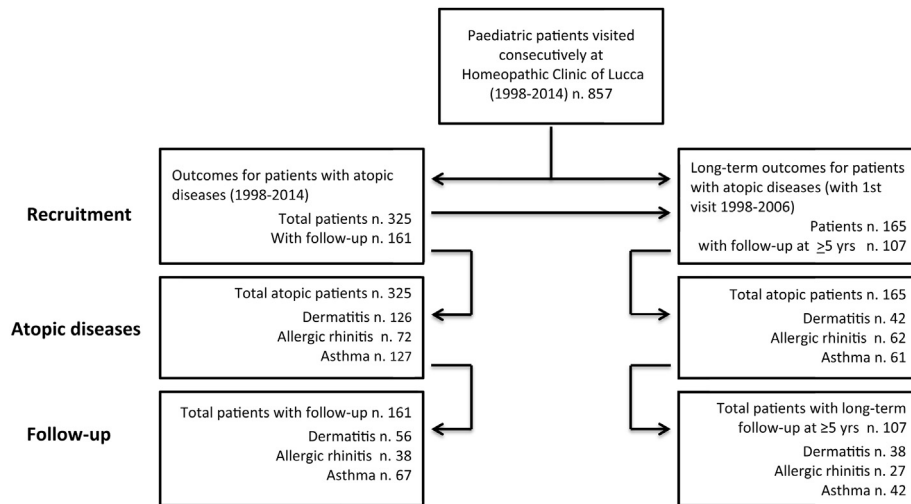 Paediatric patients visited
consecutively at
Homeopathic Clinic of Lucca
(1998-2014) n. 857
Recruitment
Outcomes for patients with atopic
diseases (1998-2014)
Total patients n. 325
With follow-up n. 161
Long-term outcomes for patients
with atopic diseases (with 1st
visit 1998-2006)
Patients n. 165
with follow-up at ≥5 yrs n. 107
Atopic diseases
Total atopic patients n. 325
Dermatitis n. 126
Allergic rhinitis n. 72
Asthma n. 127
Total atopic patients n. 165
Dermatitis n. 42
Allergic rhinitis n. 62
Asthma n. 61
Follow-up
Total patients with follow-up n. 161
Dermatitis n. 56
Allergic rhinitis n. 38
Asthma n. 67
Total patients with long-term
follow-up at ≥5 yrs n. 107
Dermatitis n. 38
Allergic rhinitis n. 27
Asthma n. 42